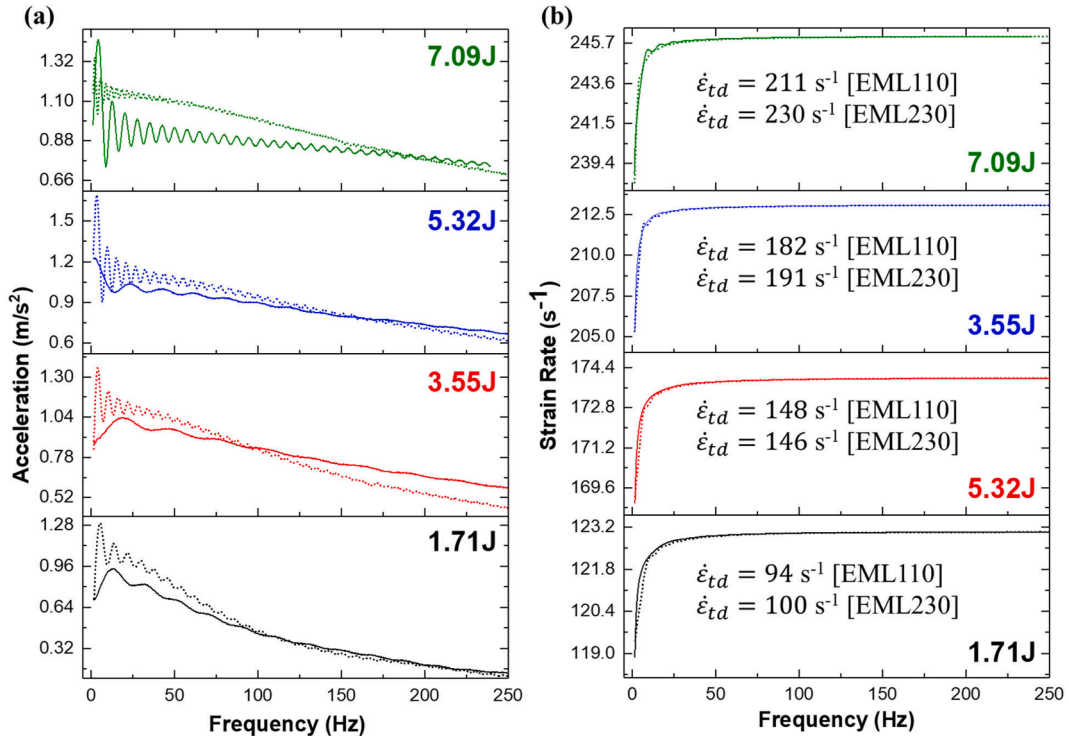 (a)
Acceleration (m/s²)
1.32
1.10
0.88
0.66
7.09J
1.5
1.2
0.9
0.6
5.32J
1.30
1.04
0.78
0.52
3.55J
1.28
0.96
0.64
0.32
1.71J
0 50 100 150 200 250
Frequency (Hz)
(b)
Strain Rate (s⁻¹)
245.7
243.6
241.5
239.4
ε̇td = 211 s⁻¹ [EML110]
ε̇td = 230 s⁻¹ [EML230]
7.09J
212.5
210.0
207.5
205.0
ε̇td = 182 s⁻¹ [EML110]
ε̇td = 191 s⁻¹ [EML230]
3.55J
174.4
172.8
171.2
169.6
ε̇td = 148 s⁻¹ [EML110]
ε̇td = 146 s⁻¹ [EML230]
5.32J
123.2
121.8
120.4
119.0
ε̇td = 94 s⁻¹ [EML110]
ε̇td = 100 s⁻¹ [EML230]
1.71J
0 50 100 150 200 250
Frequency (Hz)